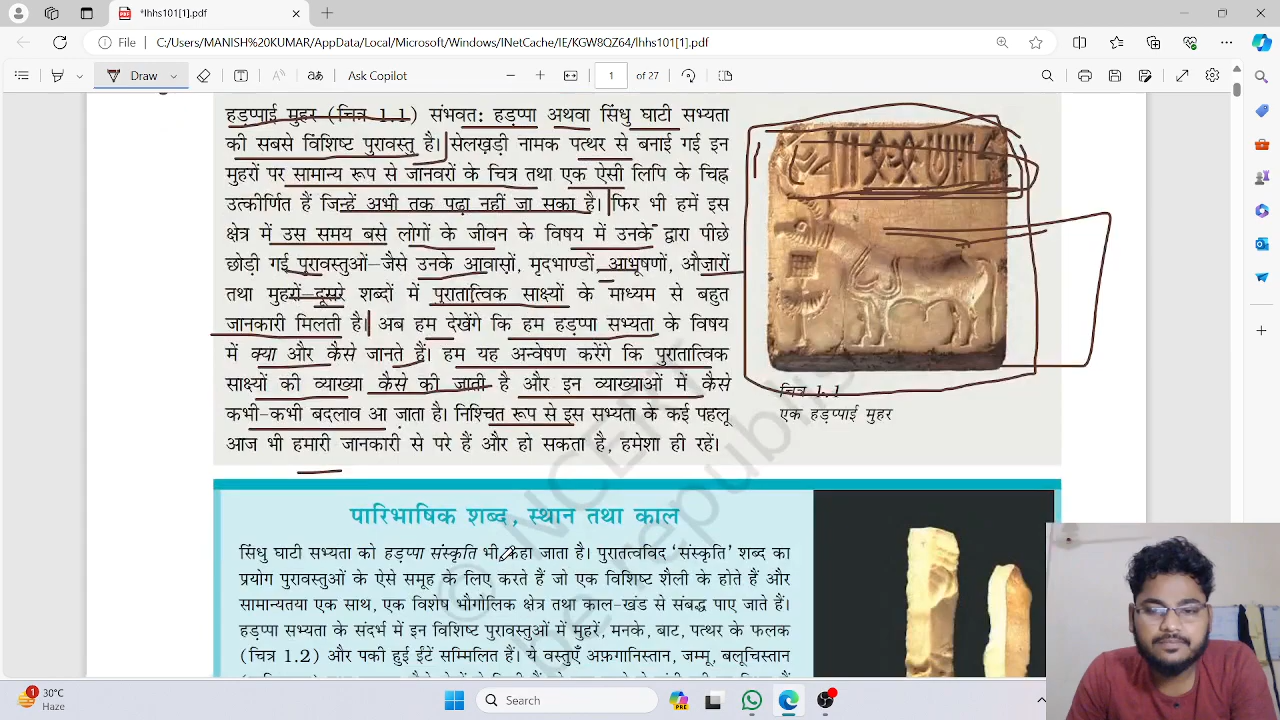 *lhhs101[1].pdf
File
C:/Users/MANISH%20KUMAR/AppData/Local/Microsoft/Windows/INetCache/IE/KGW8QZ64/lhhs101[1].pdf
Draw
Ask Copilot
1 of 27
हड़प्पाई मुहर (चित्र 1.1) संभवत: हड़प्पा अथवा सिंधु घाटी सभ्यता
की सबसे विशिष्ट पुरावस्तु है। सेलखड़ी नामक पत्थर से बनाई गई इन
मुहरों पर सामान्य रूप से जानवरों के चित्र तथा एक ऐसी लिपि के चिह्न
उत्कीर्णित हैं जिन्हें अभी तक पढ़ा नहीं जा सका है। फिर भी हमें इस
क्षेत्र में उस समय बसे लोगों के जीवन के विषय में उनके द्वारा पीछे
छोड़ी गई पुरावस्तुओं–जैसे उनके आवासों, मृदभाण्डों, आभूषणों, औज़ारों
तथा मुहरों–दूसरे शब्दों में पुरातात्विक साक्ष्यों के माध्यम से बहुत
जानकारी मिलती है। अब हम देखेंगे कि हम हड़प्पा सभ्यता के विषय
में क्या और कैसे जानते हैं। हम यह अन्वेषण करेंगे कि पुरातात्विक
साक्ष्यों की व्याख्या कैसे की जाती है और इन व्याख्याओं में कैसे
कभी-कभी बदलाव आ जाता है। निश्चित रूप से इस सभ्यता के कई पहलू
आज भी हमारी जानकारी से परे हैं और हो सकता है, हमेशा ही रहें।
चित्र 1.1
एक हड़प्पाई मुहर
© NCERT
be republis
पारिभाषिक शब्द, स्थान तथा काल
सिंधु घाटी सभ्यता को हड़प्पा संस्कृति भी कहा जाता है। पुरातत्वविद 'संस्कृति' शब्द का
प्रयोग पुरावस्तुओं के ऐसे समूह के लिए करते हैं जो एक विशिष्ट शैली के होते हैं और
सामान्यतया एक साथ, एक विशेष भौगोलिक क्षेत्र तथा काल-खंड से संबद्ध पाए जाते हैं।
हड़प्पा सभ्यता के संदर्भ में इन विशिष्ट पुरावस्तुओं में मुहरें, मनके, बाट, पत्थर के फलक
(चित्र 1.2) और पकी हुई ईंटें सम्मिलित हैं। ये वस्तुएँ अफ़गानिस्तान, जम्मू, बलूचिस्तान
1
30°C
Haze
Search